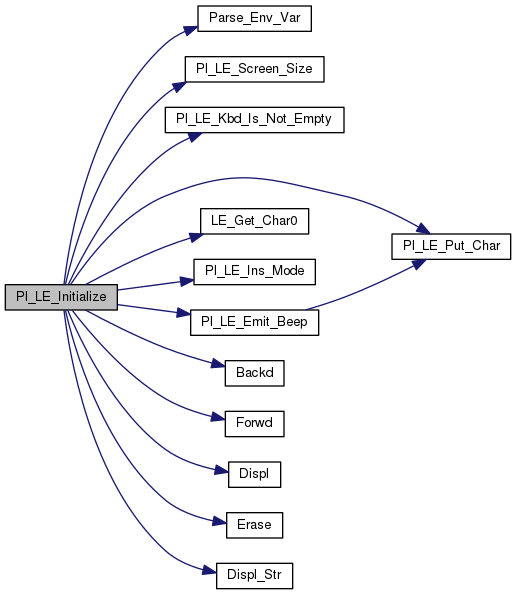 Parse_Env_Var
Pl_LE_Screen_Size
Pl_LE_Kbd_Is_Not_Empty
LE_Get_Char0
Pl_LE_Put_Char
Pl_LE_Ins_Mode
Pl_LE_Initialize
Pl_LE_Emit_Beep
Backd
Forwd
Displ
Erase
Displ_Str